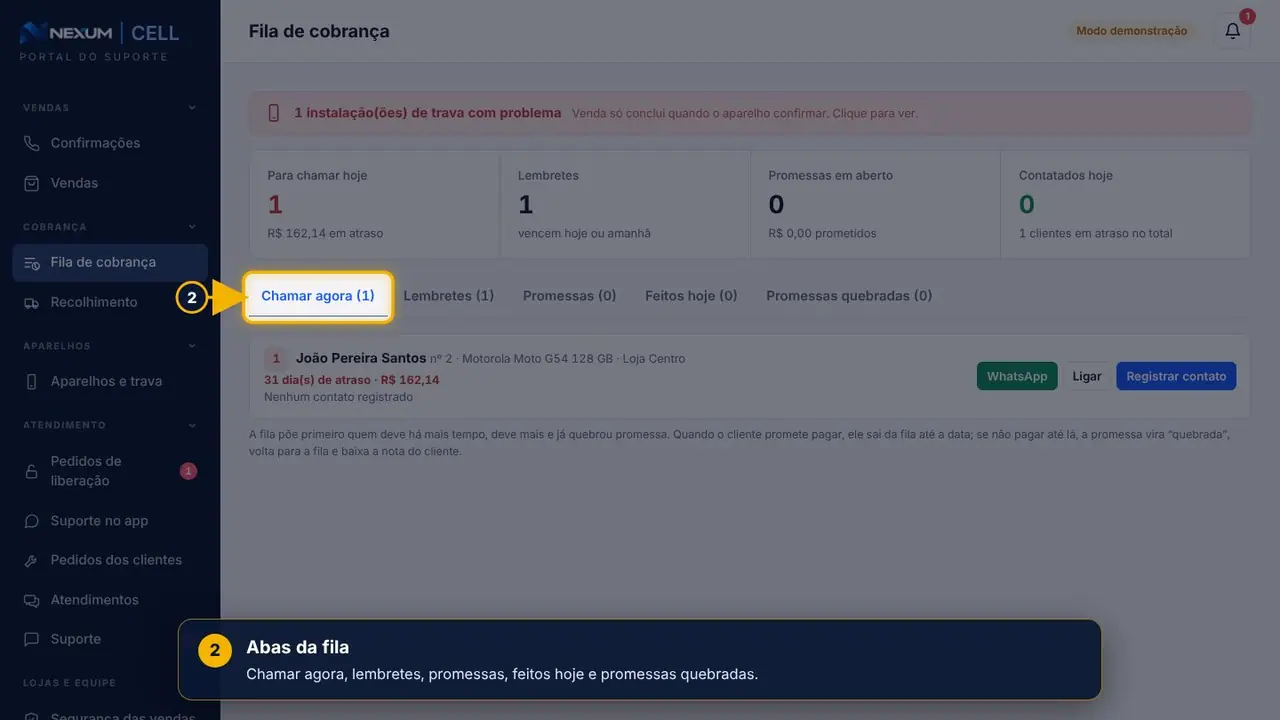 NEXUM | CELL
PORTAL DO SUPORTE
VENDAS
Confirmações
Vendas
COBRANÇA
Fila de cobrança
Recolhimento
APARELHOS
Aparelhos e trava
ATENDIMENTO
Pedidos de
liberação
1
Suporte no app
Pedidos dos clientes
Atendimentos
Suporte
LOJAS E EQUIPE
Segurança das vendas
Fila de cobrança
Modo demonstração
1
1 instalação(ões) de trava com problema Venda só conclui quando o aparelho confirmar. Clique para ver.
Para chamar hoje
1
R$ 162,14 em atraso
Lembretes
1
vencem hoje ou amanhã
Promessas em aberto
0
R$ 0,00 prometidos
Contatados hoje
0
1 clientes em atraso no total
2
Chamar agora (1) Lembretes (1) Promessas (0) Feitos hoje (0) Promessas quebradas (0)
1 João Pereira Santos nº 2 · Motorola Moto G54 128 GB · Loja Centro
31 dia(s) de atraso · R$ 162,14
Nenhum contato registrado
WhatsApp Ligar Registrar contato
A fila põe primeiro quem deve há mais tempo, deve mais e já quebrou promessa. Quando o cliente promete pagar, ele sai da fila até a data; se não pagar até lá, a promessa vira “quebrada”,
volta para a fila e baixa a nota do cliente.
2 Abas da fila
Chamar agora, lembretes, promessas, feitos hoje e promessas quebradas.